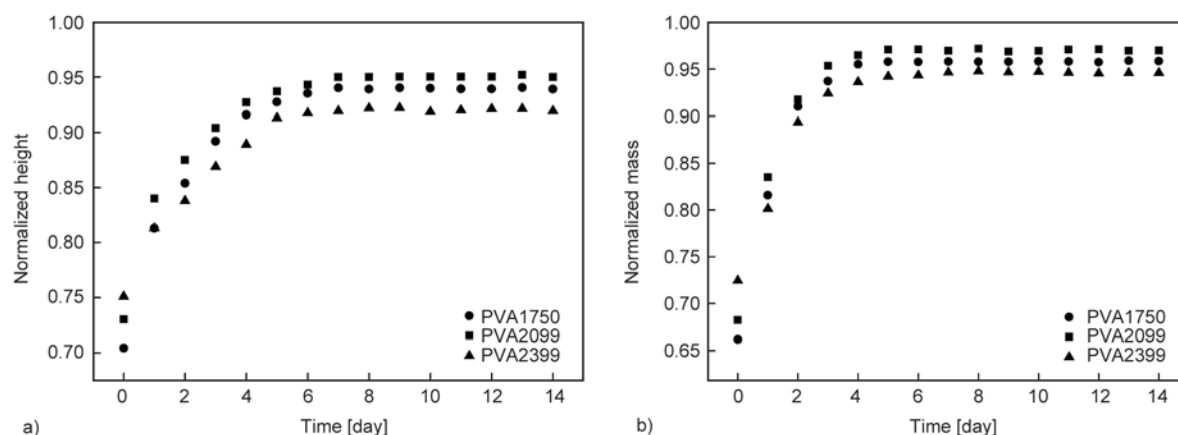 1.00
0.95
0.90
0.85
0.80
0.75
0.70
Normalized height
PVA1750
PVA2099
PVA2399
0 2 4 6 8 10 12 14
Time [day]
a)
1.00
0.95
0.90
0.85
0.80
0.75
0.70
0.65
Normalized mass
PVA1750
PVA2099
PVA2399
0 2 4 6 8 10 12 14
Time [day]
b)